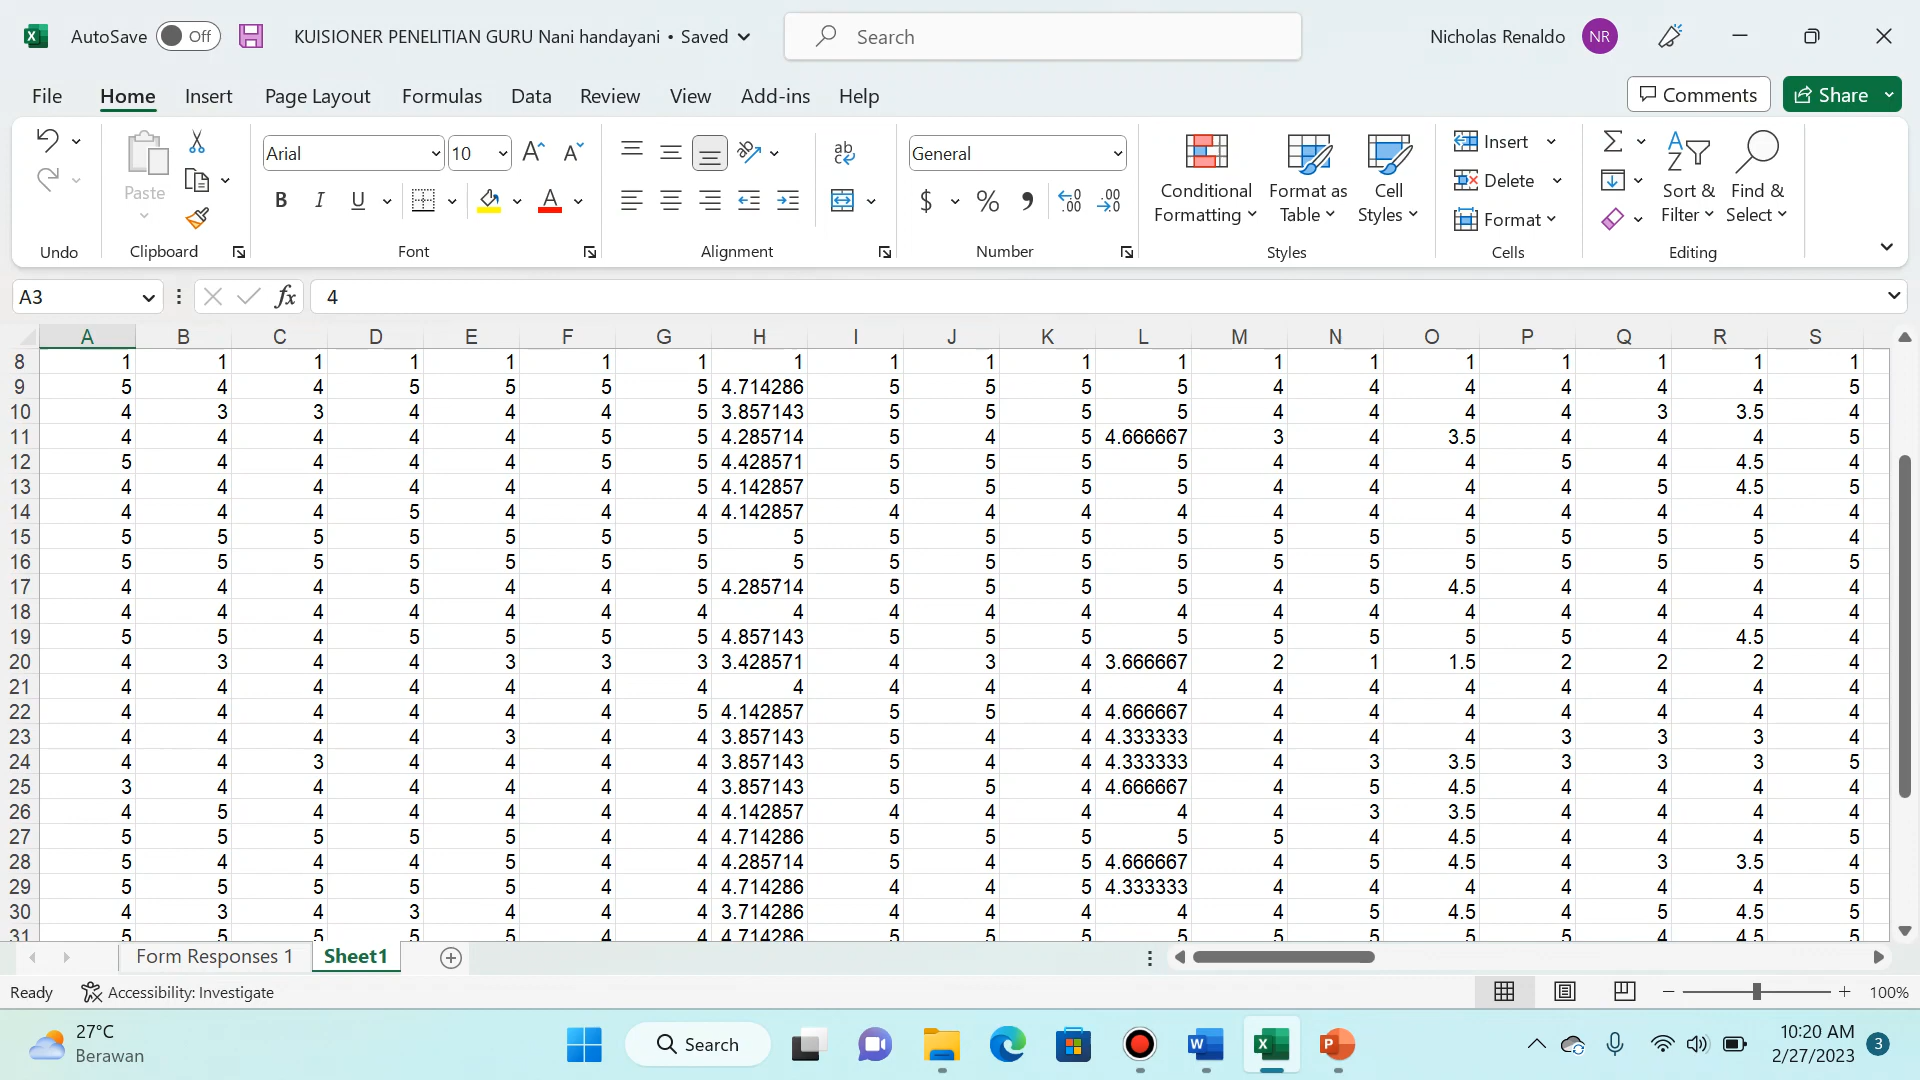 AutoSave Off KUISIONER PENELITIAN GURU Nani handayani • Saved Search Nicholas Renaldo NR
File Home Insert Page Layout Formulas Data Review View Add-ins Help Comments Share
Paste Arial 10 General Conditional Formatting Format as Table Cell Styles Insert Delete Format Sort & Filter Find & Select
Undo Clipboard Font Alignment Number Styles Cells Editing
A3 4
A B C D E F G H I J K L M N O P Q R S
8 1 1 1 1 1 1 1 1 1 1 1 1 1 1 1 1 1 1 1
9 5 4 4 5 5 5 5 4.714286 5 5 5 5 4 4 4 4 4 4 5
10 4 3 3 4 4 4 5 3.857143 5 5 5 5 4 4 4 4 3 3.5 4
11 4 4 4 4 4 5 5 4.285714 5 4 5 4.666667 3 4 3.5 4 4 4 5
12 5 4 4 4 4 5 5 4.428571 5 5 5 5 4 4 4 5 4 4.5 4
13 4 4 4 4 4 4 5 4.142857 5 5 5 5 4 4 4 4 5 4.5 5
14 4 4 4 5 4 4 4 4.142857 4 4 4 4 4 4 4 4 4 4 4
15 5 5 5 5 5 5 5 5 5 5 5 5 5 5 5 5 5 5 4
16 5 5 5 5 5 5 5 5 5 5 5 5 5 5 5 5 5 5 5
17 4 4 4 5 4 4 5 4.285714 5 5 5 5 4 5 4.5 4 4 4 4
18 4 4 4 4 4 4 4 4 4 4 4 4 4 4 4 4 4 4 4
19 5 5 4 5 5 5 5 4.857143 5 5 5 5 5 5 5 5 4 4.5 4
20 4 3 4 4 3 3 3 3.428571 4 3 4 3.666667 2 1 1.5 2 2 2 4
21 4 4 4 4 4 4 4 4 4 4 4 4 4 4 4 4 4 4 4
22 4 4 4 4 4 4 5 4.142857 5 5 4 4.666667 4 4 4 4 4 4 4
23 4 4 4 4 3 4 4 3.857143 5 4 4 4.333333 4 4 4 3 3 3 4
24 4 4 3 4 4 4 4 3.857143 5 4 4 4.333333 4 3 3.5 3 3 3 5
25 3 4 4 4 4 4 4 3.857143 5 5 4 4.666667 4 5 4.5 4 4 4 4
26 4 5 4 4 4 4 4 4.142857 4 4 4 4 4 3 3.5 4 4 4 4
27 5 5 5 5 5 4 4 4.714286 5 5 5 5 5 4 4.5 4 4 4 5
28 5 4 4 4 5 4 4 4.285714 5 4 5 4.666667 4 5 4.5 4 3 3.5 4
29 5 5 5 5 5 4 4 4.714286 4 4 5 4.333333 4 4 4 4 4 4 5
30 4 3 4 3 4 4 4 3.714286 4 4 4 4 4 5 4.5 4 5 4.5 5
31 5 5 5 5 5 4 4 4.714286 5 5 5 5 5 5 5 5 4 4.5 5
Form Responses 1 Sheet1
Ready Accessibility: Investigate 100%
27°C
Berawan
Search
10:20 AM
2/27/2023
3